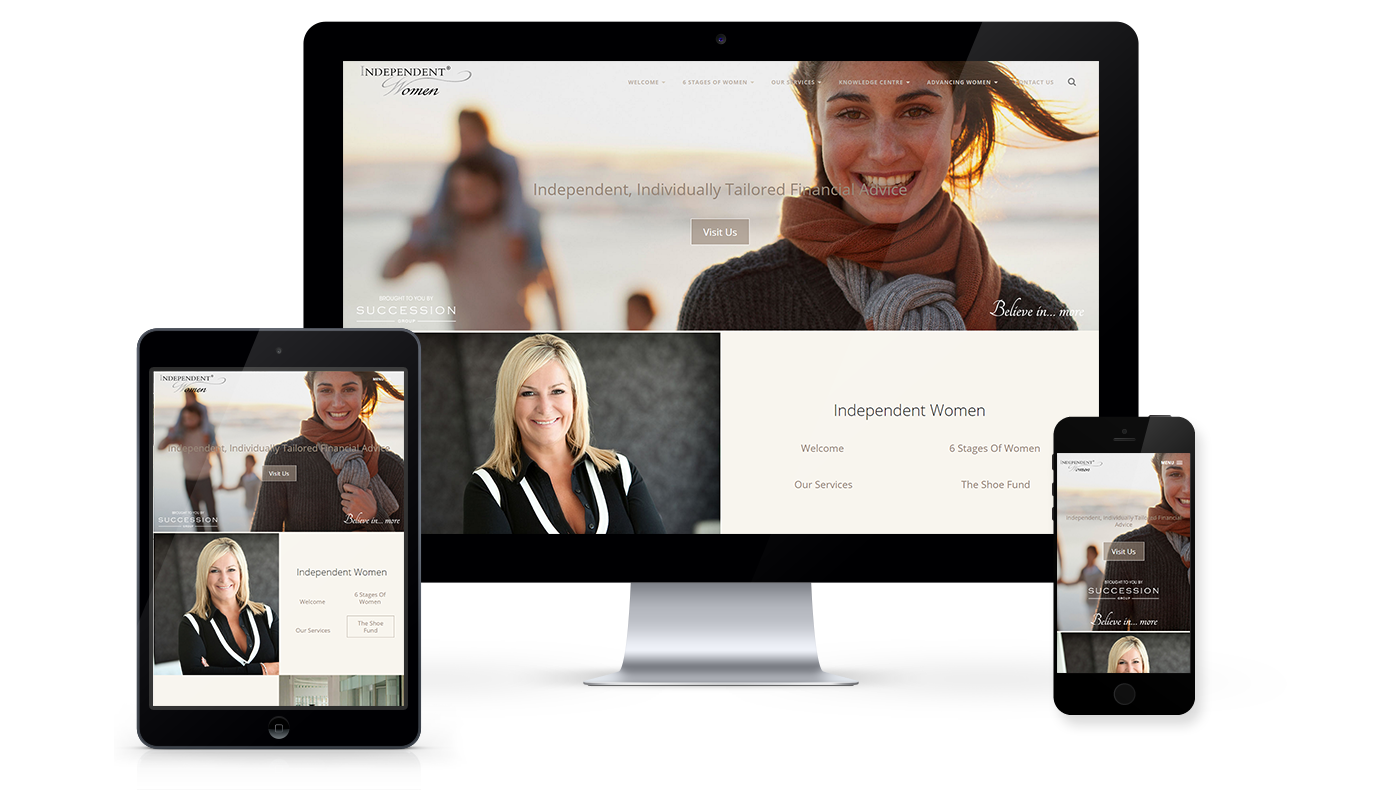 INDEPENDENT®
Women
WELCOME
6 STAGES OF WOMEN
OUR SERVICES
KNOWLEDGE CENTRE
ADVANCING WOMEN
CONTACT US
Independent, Individually Tailored Financial Advice
Visit Us
BROUGHT TO YOU BY
SUCCESSION
GROUP
Believe in... more
Independent Women
Welcome
6 Stages Of Women
Our Services
The Shoe Fund
INDEPENDENT®
Women
MENU
Independent, Individually Tailored Financial Advice
Visit Us
BROUGHT TO YOU BY
SUCCESSION
Believe in... more
Independent Women
Welcome
6 Stages Of
Women
Our Services
The Shoe
Fund
INDEPENDENT®
Women
MENU
Independent, Individually Tailored Financial
Advice
Visit Us
BROUGHT TO YOU BY
SUCCESSION
GROUP
Believe in... more